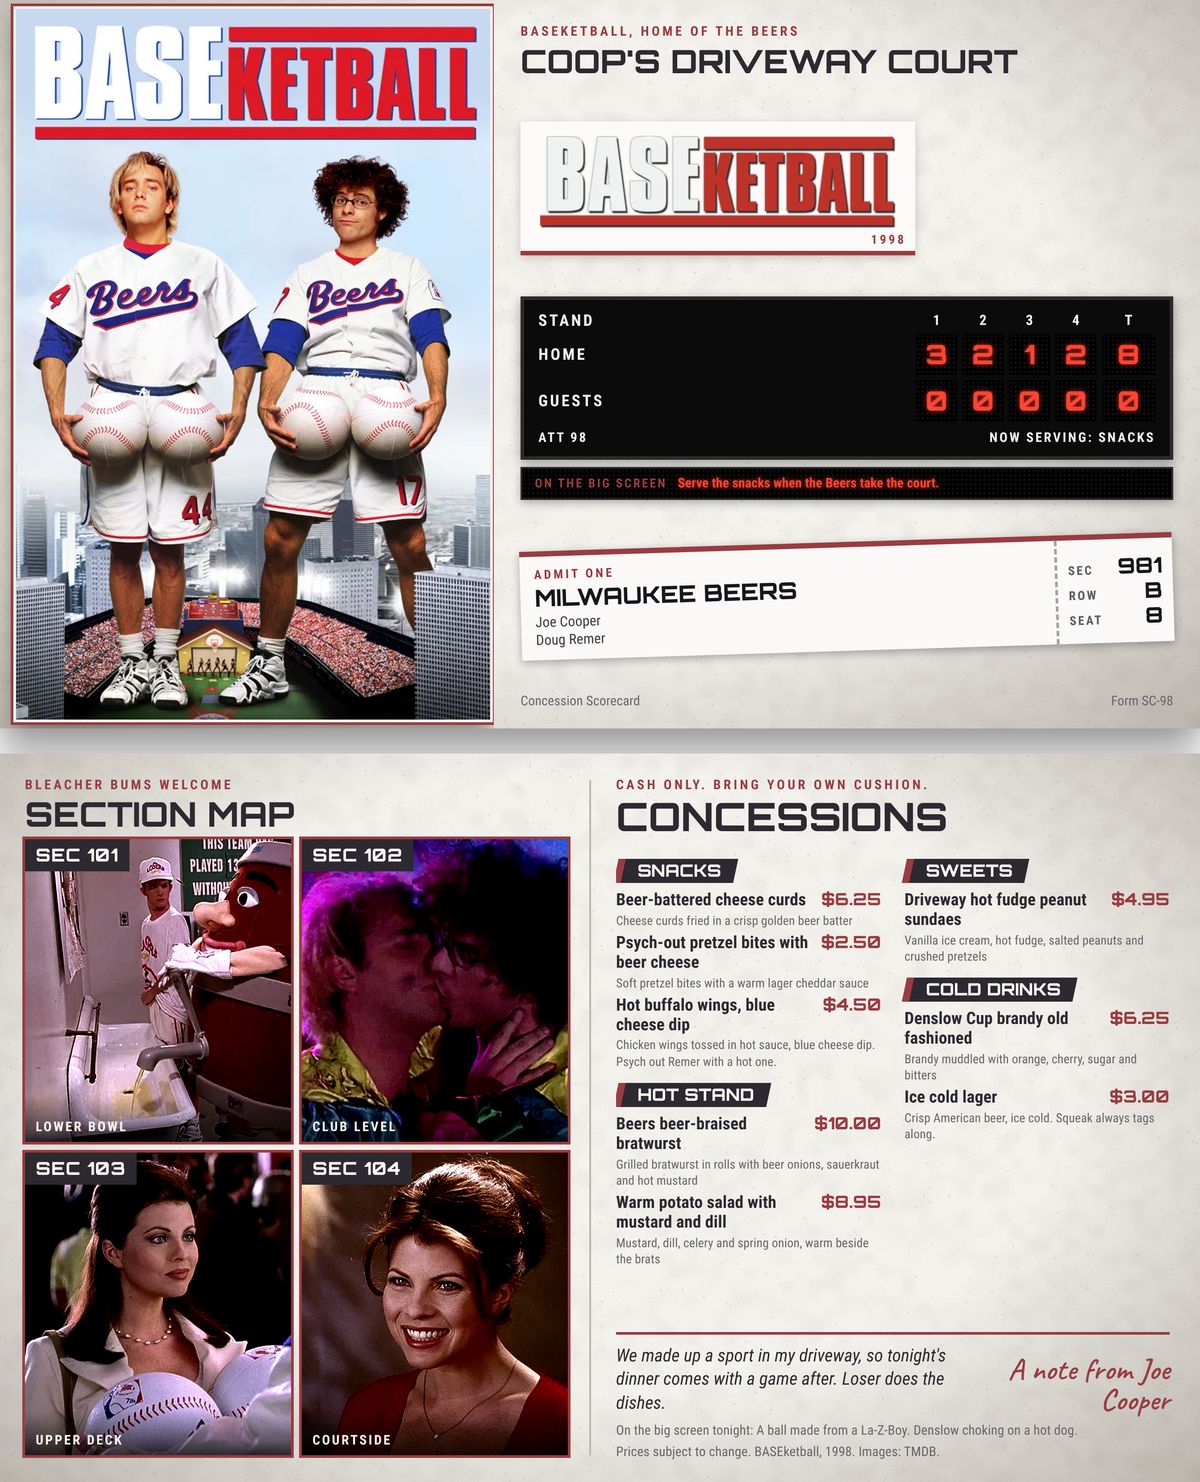 BASEKETBALL
Beers
Beers
4
7
44
17
BASEKETBALL, HOME OF THE BEERS
COOP'S DRIVEWAY COURT
BASEKETBALL
1998
STAND 1 2 3 4 T
HOME 3 2 1 2 8
GUESTS 0 0 0 0 0
ATT 98 NOW SERVING: SNACKS
ON THE BIG SCREEN Serve the snacks when the Beers take the court.
ADMIT ONE
MILWAUKEE BEERS
Joe Cooper
Doug Remer
SEC 981
ROW B
SEAT 8
Concession Scorecard
Form SC-98
BLEACHER BUMS WELCOME
SECTION MAP
SEC 101
THIS TEAM HAS
PLAYED 13
WITHOU
LOSERS
LOWER BOWL
SEC 102
CLUB LEVEL
SEC 103
UPPER DECK
SEC 104
COURTSIDE
CASH ONLY. BRING YOUR OWN CUSHION.
CONCESSIONS
SNACKS
Beer-battered cheese curds $6.25
Cheese curds fried in a crisp golden beer batter
Psych-out pretzel bites with $2.50
beer cheese
Soft pretzel bites with a warm lager cheddar sauce
Hot buffalo wings, blue $4.50
cheese dip
Chicken wings tossed in hot sauce, blue cheese dip.
Psych out Remer with a hot one.
HOT STAND
Beers beer-braised $10.00
bratwurst
Grilled bratwurst in rolls with beer onions, sauerkraut
and hot mustard
Warm potato salad with $8.95
mustard and dill
Mustard, dill, celery and spring onion, warm beside
the brats
SWEETS
Driveway hot fudge peanut $4.95
sundaes
Vanilla ice cream, hot fudge, salted peanuts and
crushed pretzels
COLD DRINKS
Denslow Cup brandy old $6.25
fashioned
Brandy muddled with orange, cherry, sugar and
bitters
Ice cold lager $3.00
Crisp American beer, ice cold. Squeak always tags
along.
We made up a sport in my driveway, so tonight's
dinner comes with a game after. Loser does the
dishes.
A note from Joe
Cooper
On the big screen tonight: A ball made from a La-Z-Boy. Denslow choking on a hot dog.
Prices subject to change. BASEketball, 1998. Images: TMDB.